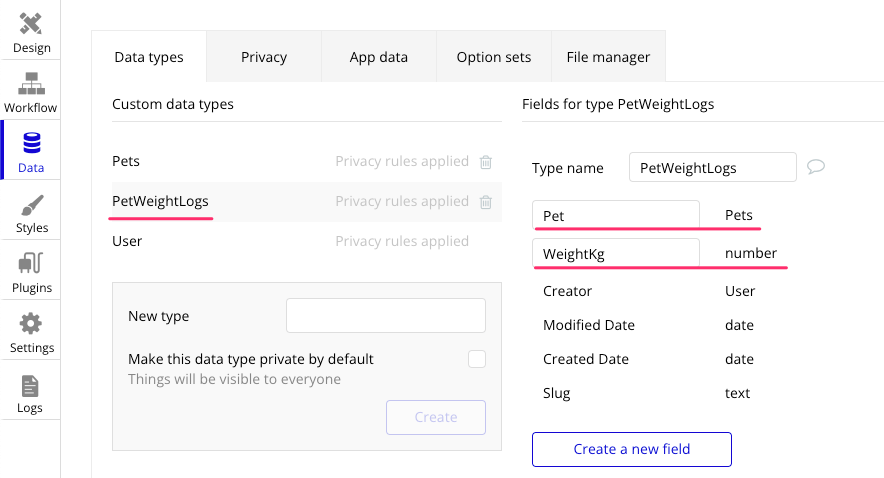 Design
Workflow
Data
Styles
Plugins
Settings
Logs
Data types
Privacy
App data
Option sets
File manager
Custom data types
Pets Privacy rules applied
PetWeightLogs Privacy rules applied
User Privacy rules applied
New type
Make this data type private by default
Things will be visible to everyone
Create
Fields for type PetWeightLogs
Type name PetWeightLogs
Pet Pets
WeightKg number
Creator User
Modified Date date
Created Date date
Slug text
Create a new field